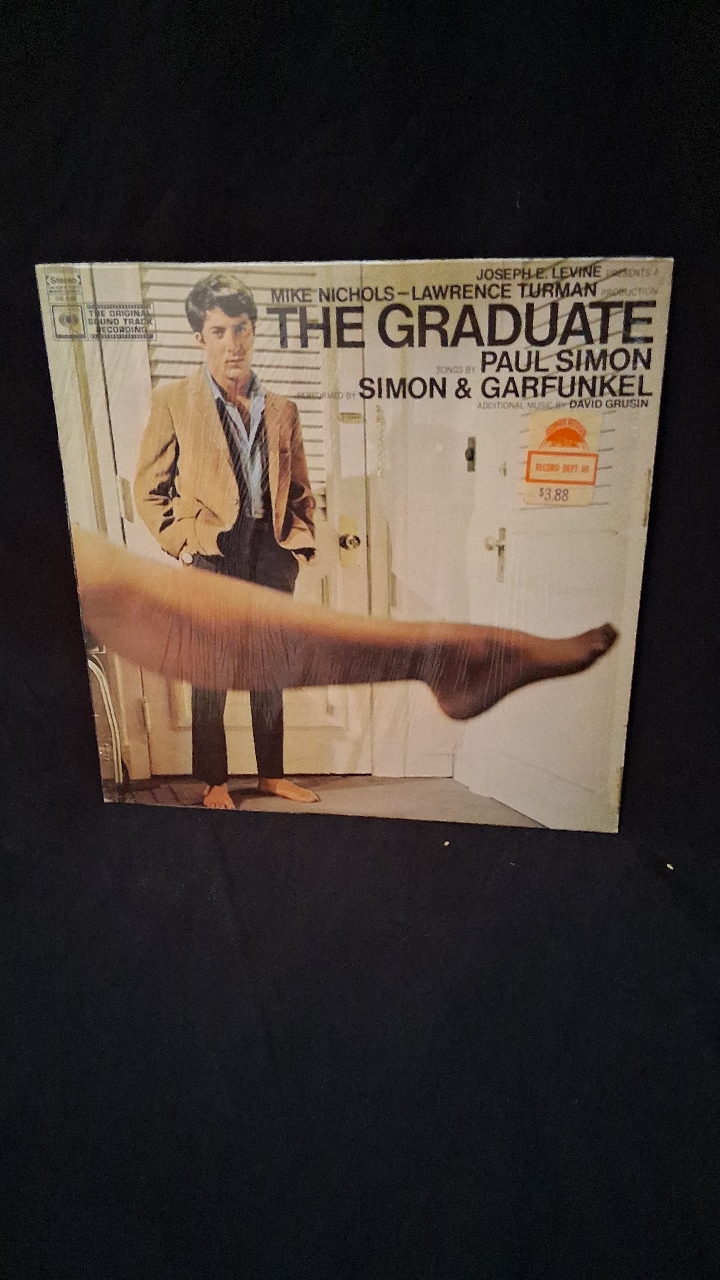 Stereo
THE ORIGINAL
SOUND TRACK
RECORDING
JOSEPH E. LEVINE PRESENTS A
MIKE NICHOLS–LAWRENCE TURMAN PRODUCTION
THE GRADUATE
SONGS BY PAUL SIMON
PERFORMED BY SIMON & GARFUNKEL
ADDITIONAL MUSIC BY DAVID GRUSIN
RECORD DEPT
$3.88